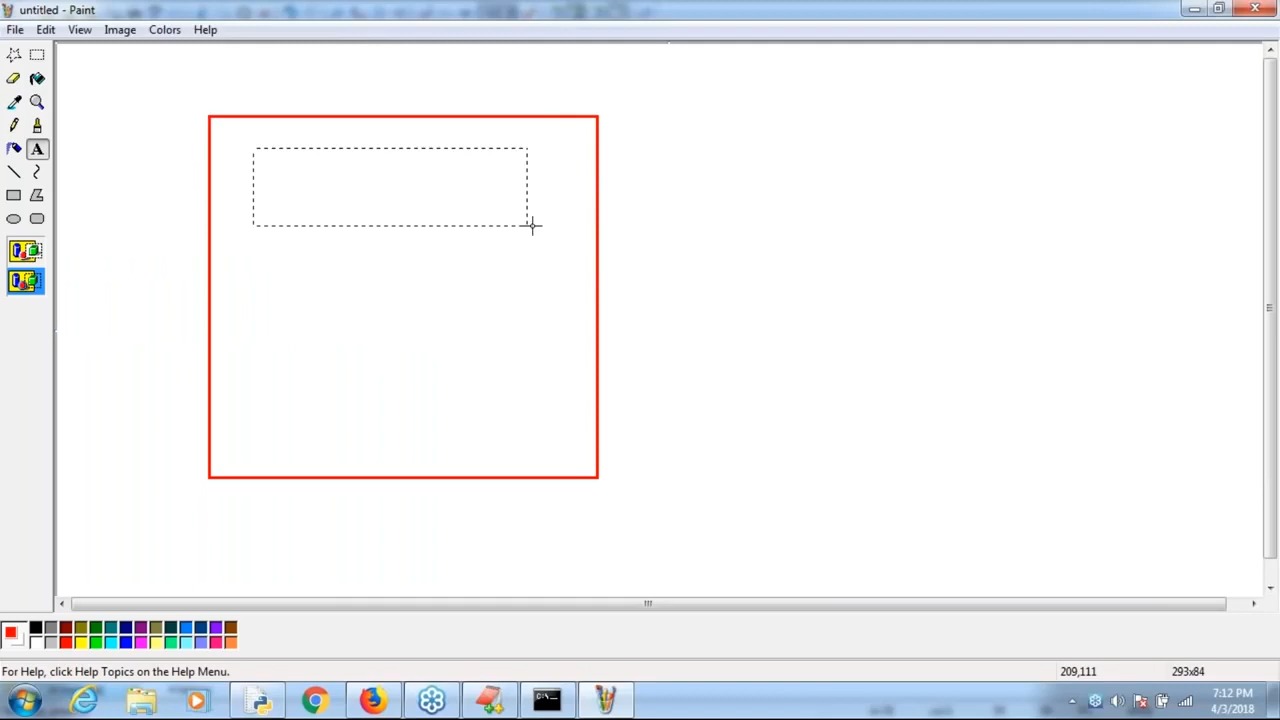 untitled - Paint
File Edit View Image Colors Help
A
For Help, click Help Topics on the Help Menu.
209,111
293x84
C:\.
7:12 PM
4/3/2018